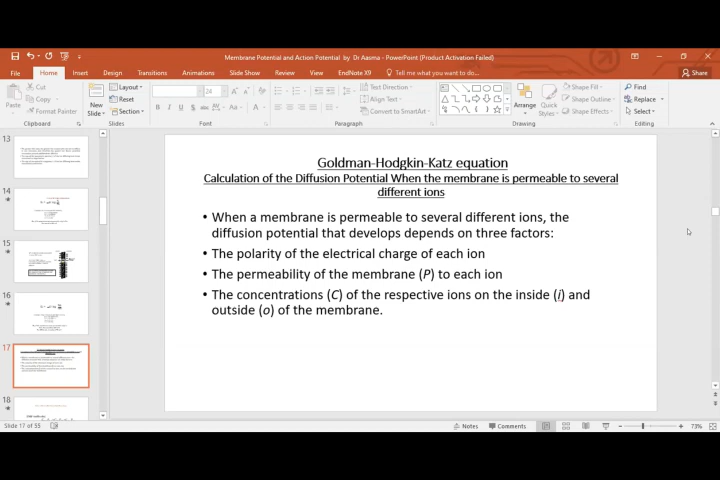 Membrane Potential and Action Potential by Dr Aasma - PowerPoint (Product Activation Failed)
File Home Insert Design Transitions Animations Slide Show Review View EndNote X9 Tell me what you want to do... Share
Cut
Copy
Format Painter
Paste
Clipboard
New
Slide
Layout
Reset
Section
Slides
24
Font
Text Direction
Align Text
Convert to SmartArt
Paragraph
Arrange
Quick
Styles
Shape Fill
Shape Outline
Shape Effects
Drawing
Find
Replace
Select
Editing
13
14
15
16
17
18
Goldman-Hodgkin-Katz equation
Calculation of the Diffusion Potential When the membrane is permeable to several
different ions
• When a membrane is permeable to several different ions, the
diffusion potential that develops depends on three factors:
• The polarity of the electrical charge of each ion
• The permeability of the membrane (P) to each ion
• The concentrations (C) of the respective ions on the inside (i) and
outside (o) of the membrane.
Slide 17 of 55
Notes
Comments
73%